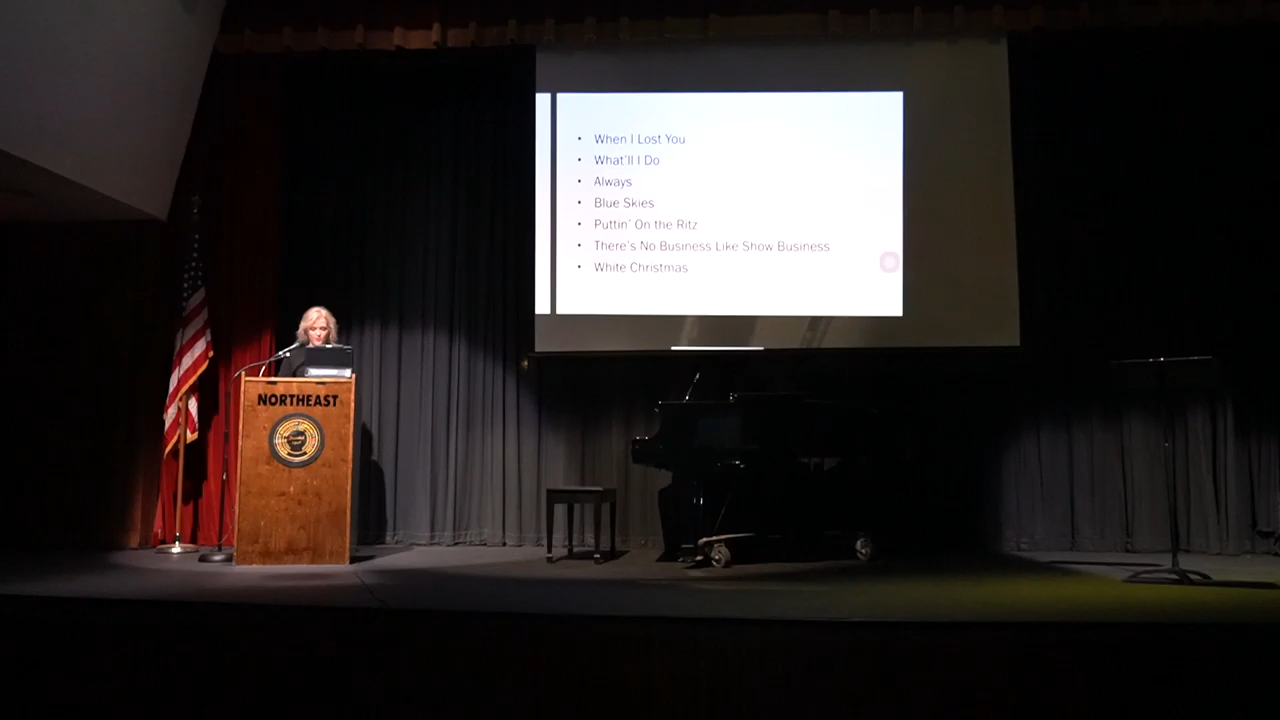 • When I Lost You
• What'll I Do
• Always
• Blue Skies
• Puttin' On the Ritz
• There's No Business Like Show Business
• White Christmas
NORTHEAST